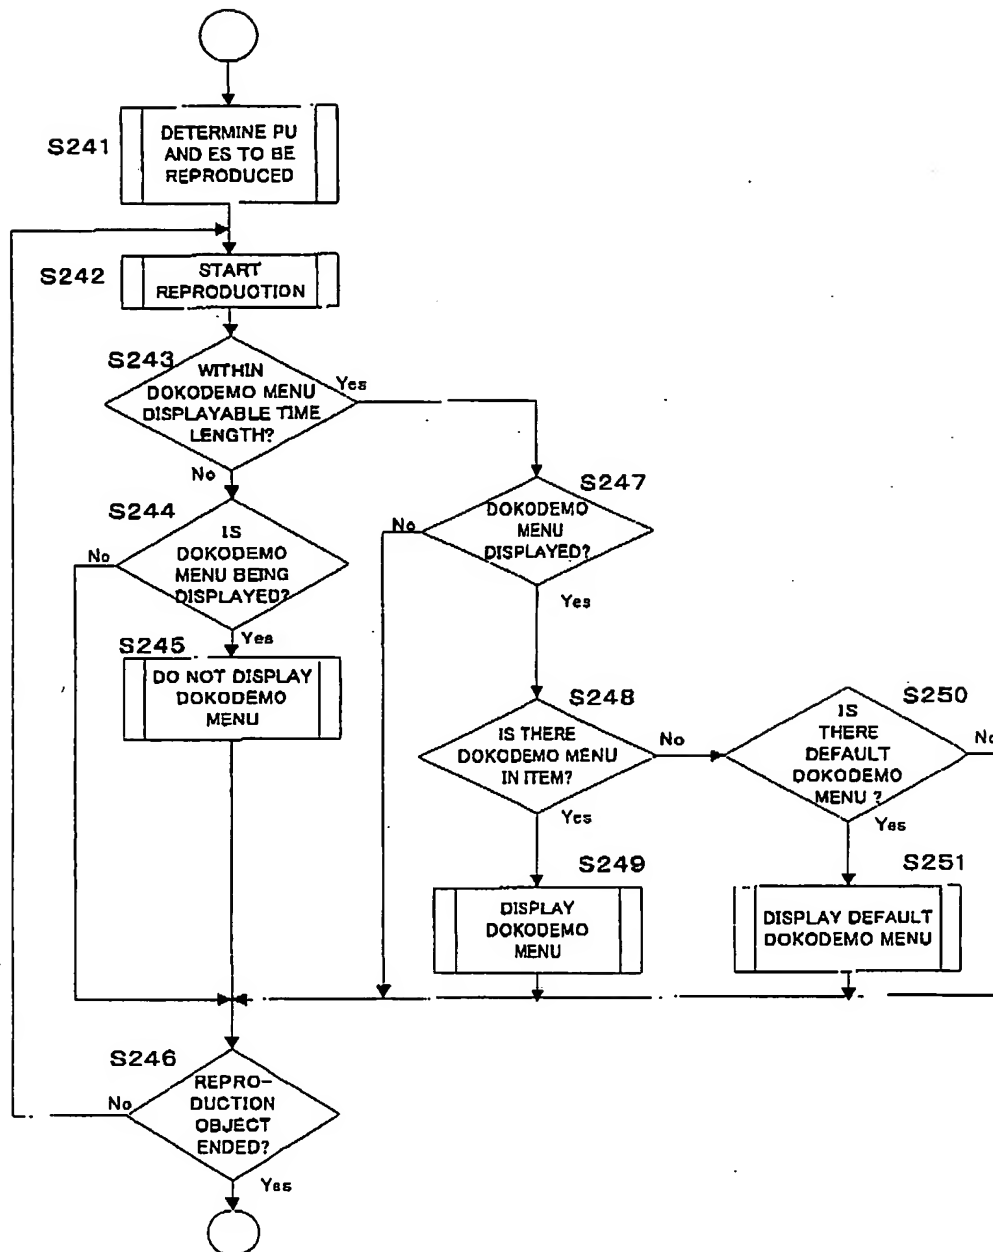 S241
DETERMINE PU
AND ES TO BE
REPRODUCED
S242
START
REPRODUCTION
S243
WITHIN
DOKODEMO MENU
DISPLAYABLE TIME
LENGTH?
Yes
No
S244
IS
DOKODEMO
MENU BEING
DISPLAYED?
No
Yes
S245
DO NOT DISPLAY
DOKODEMO
MENU
S247
DOKODEMO
MENU
DISPLAYED?
No
Yes
S248
IS THERE
DOKODEMO MENU
IN ITEM?
No
Yes
S249
DISPLAY
DOKODEMO
MENU
S250
IS
THERE
DEFAULT
DOKODEMO
MENU ?
No
Yes
S251
DISPLAY DEFAULT
DOKODEMO MENU
S246
REPRO-
DUCTION
OBJECT
ENDED?
No
Yes